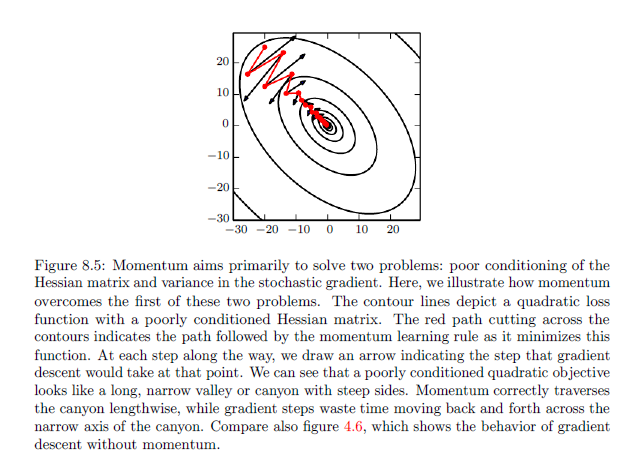 20
10
0
−10
−20
−30
−30 −20 −10 0 10 20
Figure 8.5: Momentum aims primarily to solve two problems: poor conditioning of the
Hessian matrix and variance in the stochastic gradient. Here, we illustrate how momentum
overcomes the first of these two problems. The contour lines depict a quadratic loss
function with a poorly conditioned Hessian matrix. The red path cutting across the
contours indicates the path followed by the momentum learning rule as it minimizes this
function. At each step along the way, we draw an arrow indicating the step that gradient
descent would take at that point. We can see that a poorly conditioned quadratic objective
looks like a long, narrow valley or canyon with steep sides. Momentum correctly traverses
the canyon lengthwise, while gradient steps waste time moving back and forth across the
narrow axis of the canyon. Compare also figure 4.6, which shows the behavior of gradient
descent without momentum.